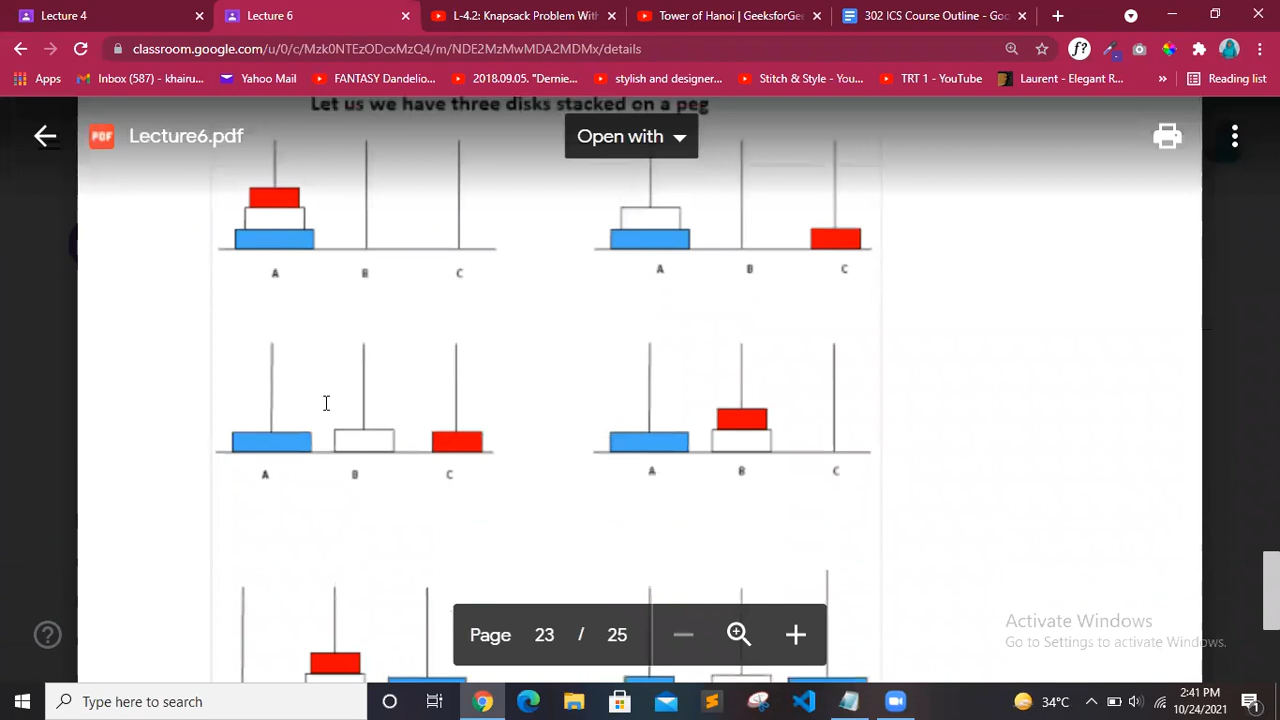 Lecture 4
Lecture 6
L-4.2: Knapsack Problem With
Tower of Hanoi | GeeksforGee
302 ICS Course Outline - Goo
classroom.google.com/u/0/c/Mzk0NTEzODcxMzQ4/m/NDE2MzMwMDA2MDMx/details
Apps
Inbox (587) - khairu...
Yahoo Mail
FANTASY Dandelio...
2018.09.05. "Dernie...
stylish and designer...
Stitch & Style - You...
TRT 1 - YouTube
Laurent - Elegant R...
»
Reading list
Let us we have three disks stacked on a peg
PDF
Lecture6.pdf
Open with
A B C
A B C
A B C
A B C
Page 23 / 25
Activate Windows
Go to Settings to activate Windows.
Type here to search
34°C
2:41 PM
10/24/2021